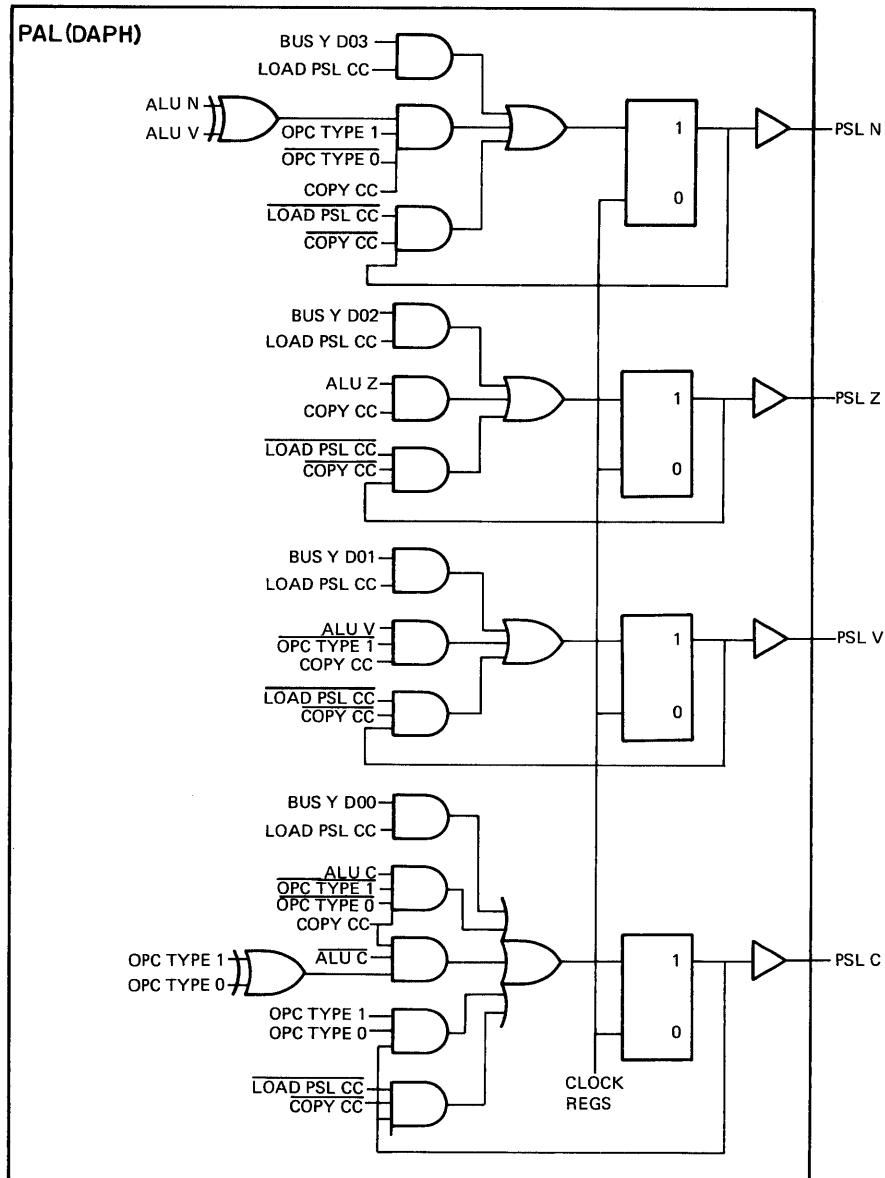 PAL (DAPH)
BUS Y D03
LOAD PSL CC
ALU N
ALU V
OPC TYPE 1
OPC TYPE 0
COPY CC
LOAD PSL CC
COPY CC
1
0
PSL N
BUS Y D02
LOAD PSL CC
ALU Z
COPY CC
LOAD PSL CC
COPY CC
1
0
PSL Z
BUS Y D01
LOAD PSL CC
ALU V
OPC TYPE 1
COPY CC
LOAD PSL CC
COPY CC
1
0
PSL V
BUS Y D00
LOAD PSL CC
ALU C
OPC TYPE 1
OPC TYPE 0
COPY CC
ALU C
OPC TYPE 1
OPC TYPE 0
OPC TYPE 1
OPC TYPE 0
LOAD PSL CC
COPY CC
1
0
PSL C
CLOCK
REGS